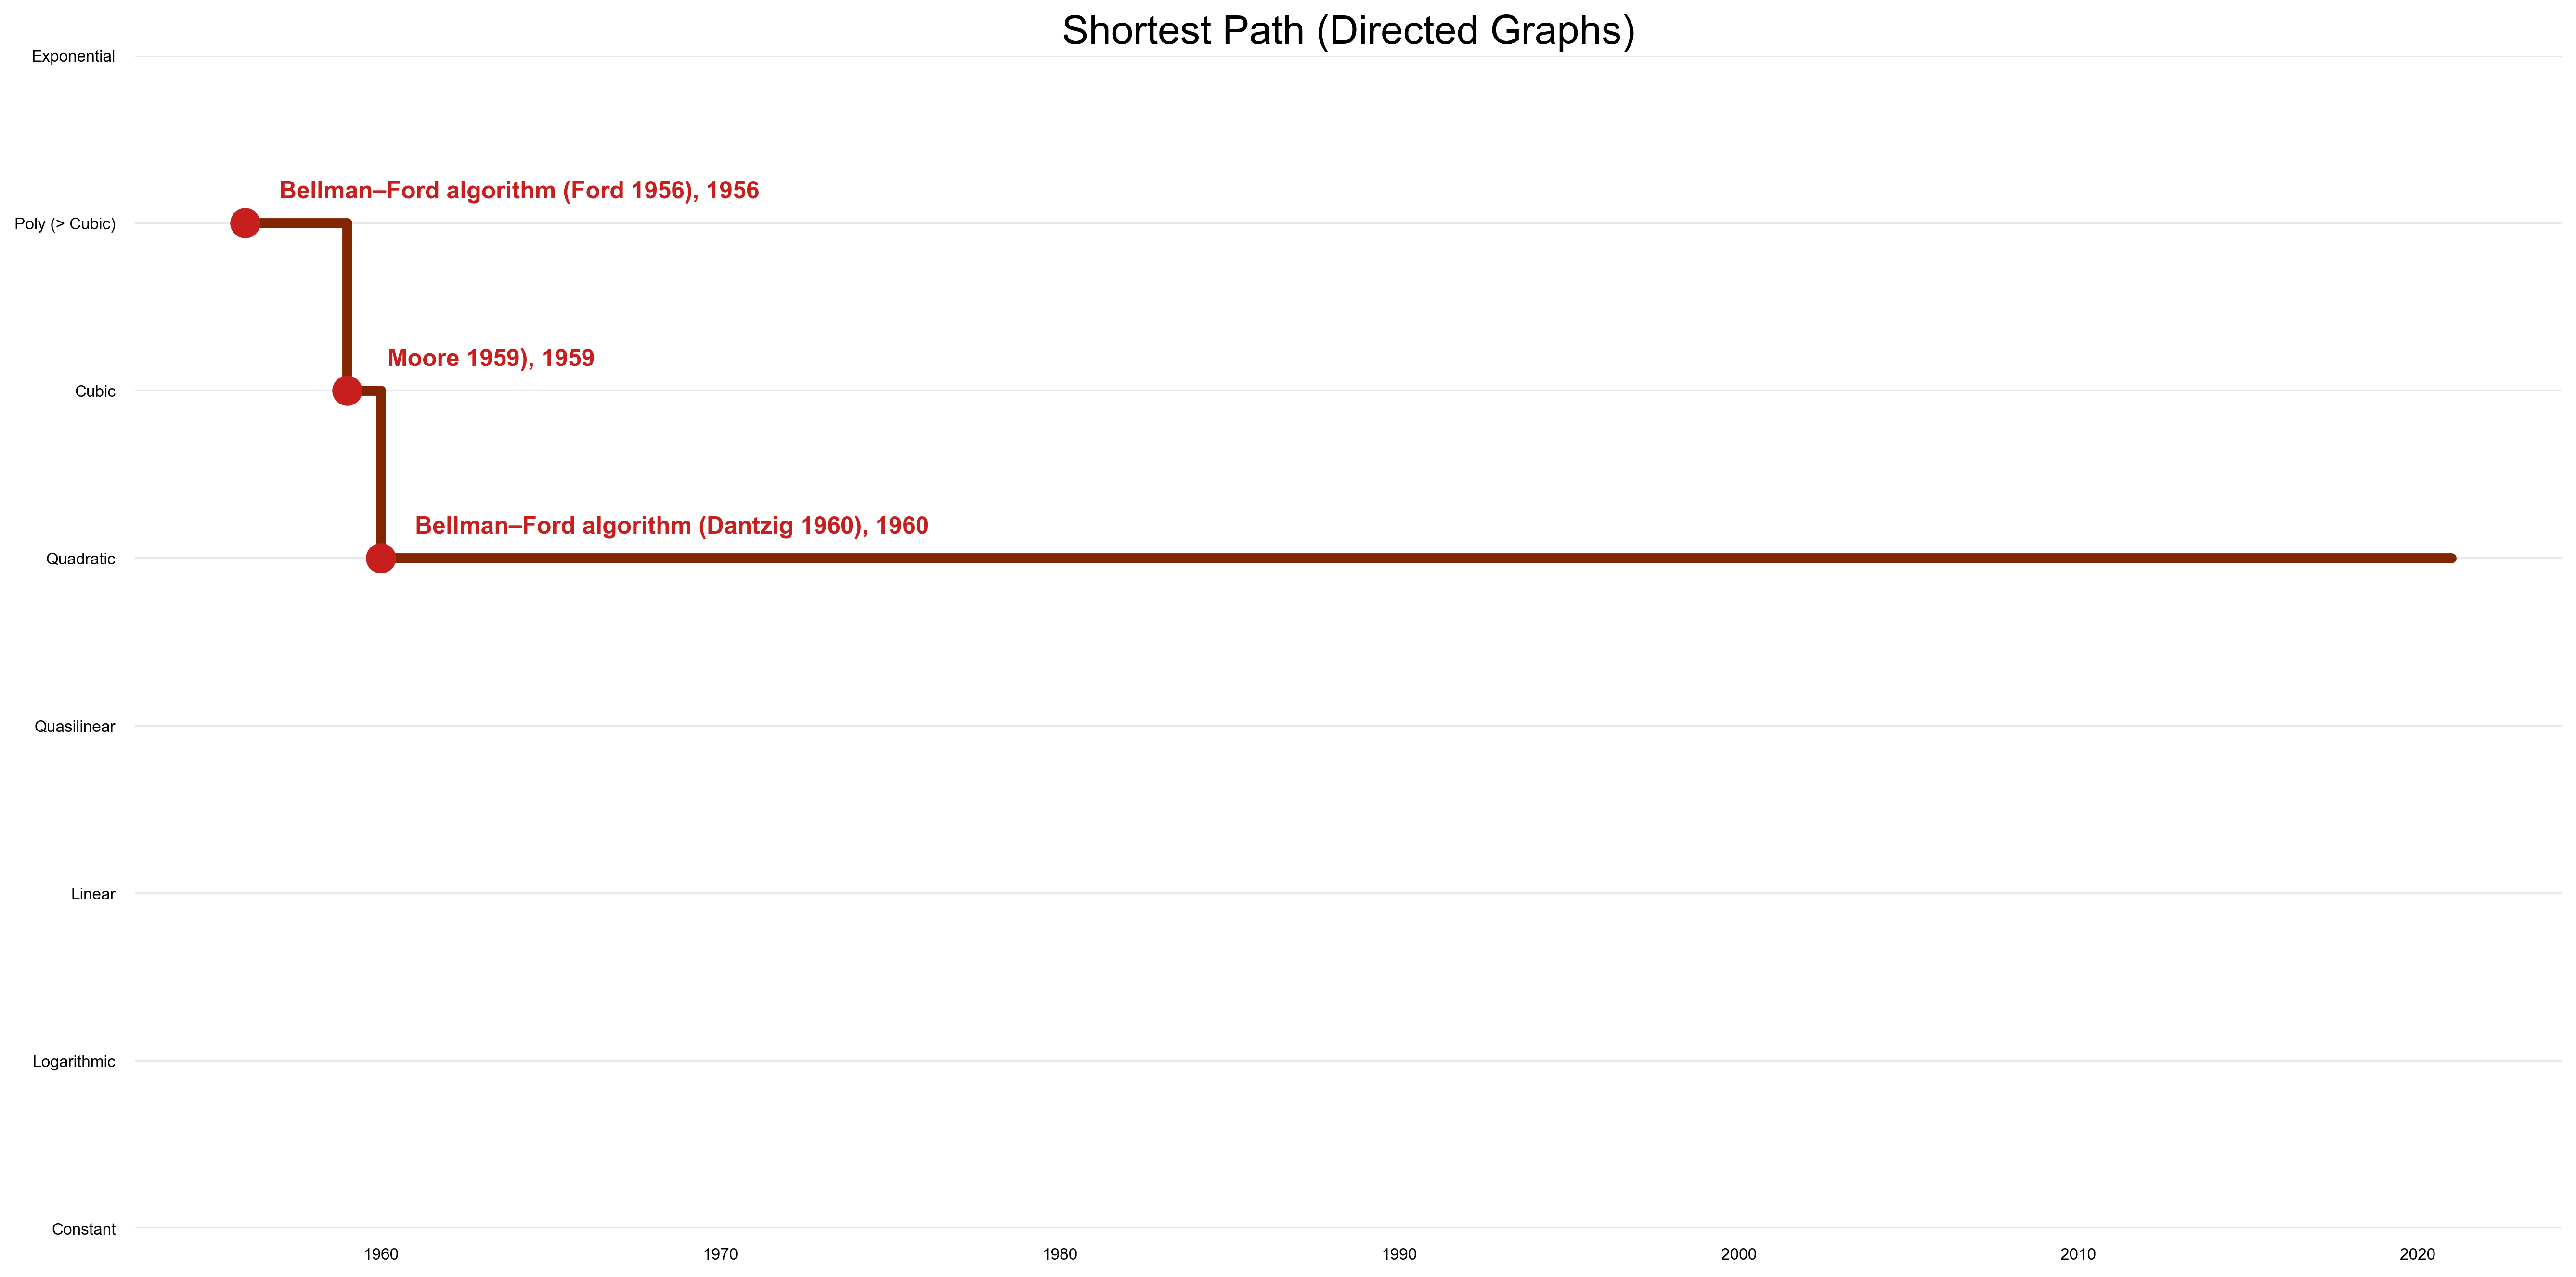 Shortest Path (Directed Graphs)
Exponential
Bellman–Ford algorithm (Ford 1956), 1956
Poly (> Cubic)
Moore 1959), 1959
Cubic
Bellman–Ford algorithm (Dantzig 1960), 1960
Quadratic
Quasilinear
Linear
Logarithmic
Constant
1960 1970 1980 1990 2000 2010 2020